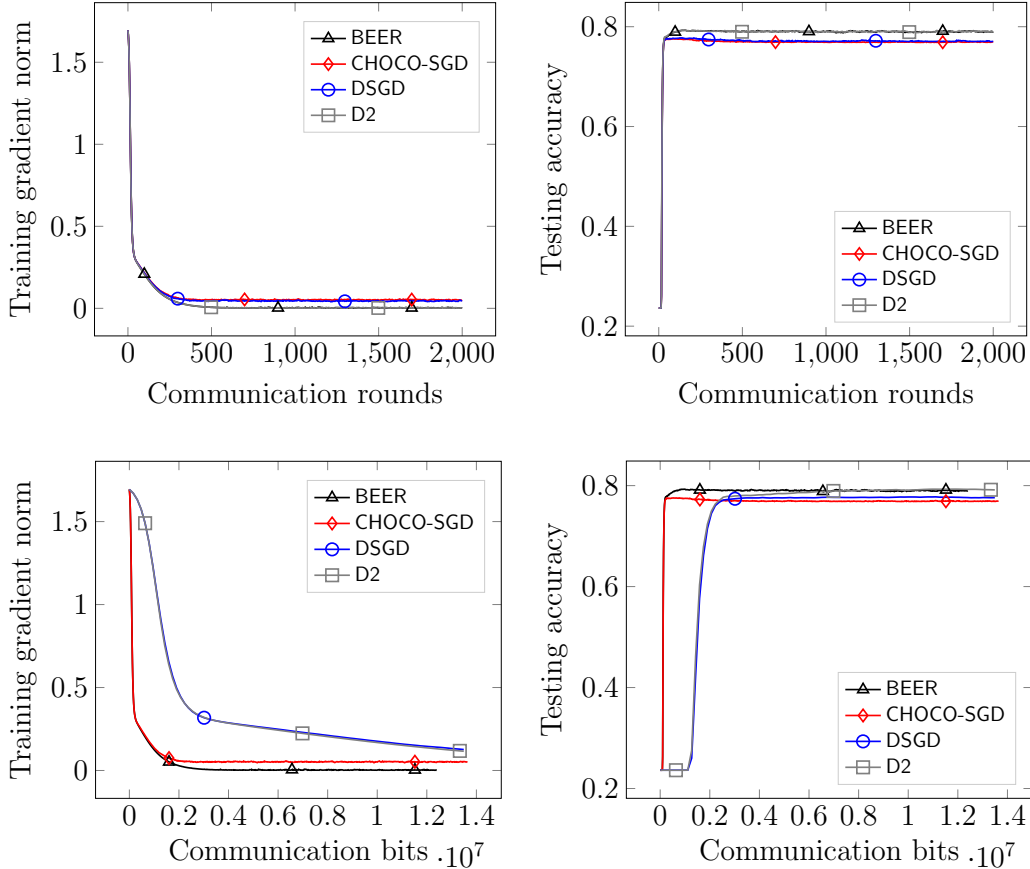 Training gradient norm
1.5
1
0.5
0
BEER
CHOCO-SGD
DSGD
D2
0 500 1,000 1,500 2,000
Communication rounds
Testing accuracy
0.8
0.6
0.4
0.2
BEER
CHOCO-SGD
DSGD
D2
0 500 1,000 1,500 2,000
Communication rounds
Training gradient norm
1.5
1
0.5
0
BEER
CHOCO-SGD
DSGD
D2
0 0.2 0.4 0.6 0.8 1 1.2 1.4
Communication bits ·10⁷
Testing accuracy
0.8
0.6
0.4
0.2
BEER
CHOCO-SGD
DSGD
D2
0 0.2 0.4 0.6 0.8 1 1.2 1.4
Communication bits ·10⁷